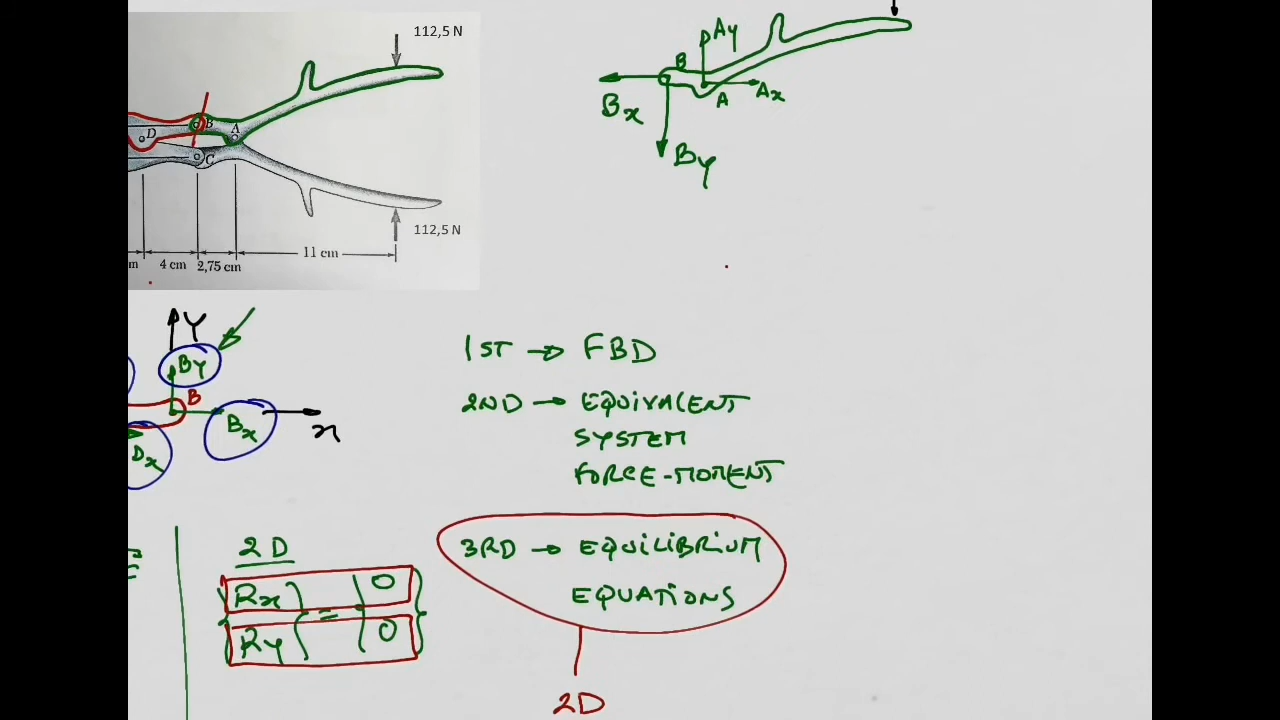 112,5 N
B
A
D
C
112,5 N
11 cm
m
4 cm
2,75 cm
Ay
B
A
Ax
Bx
By
Y
By
B
Bx
x
Dx
1ST → FBD
2ND → EQUIVALENT
SYSTEM
FORCE-MOMENT
3RD → EQUILIBRIUM
EQUATIONS
2D
2D
Rx = 0
Ry 0